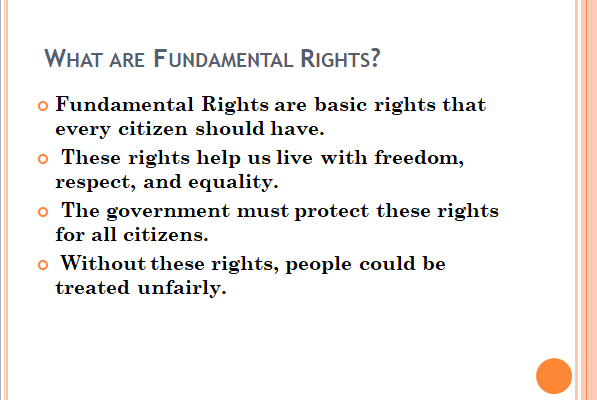 WHAT ARE FUNDAMENTAL RIGHTS?
Fundamental Rights are basic rights that
every citizen should have.
These rights help us live with freedom,
respect, and equality.
The government must protect these rights
for all citizens.
Without these rights, people could be
treated unfairly.